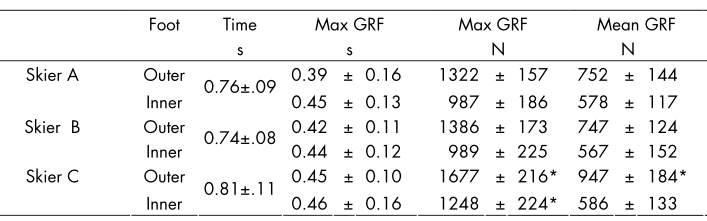 Foot Time Max GRF Max GRF Mean GRF
s s N N
Skier A Outer 0.76±.09 0.39 ± 0.16 1322 ± 157 752 ± 144
Inner 0.45 ± 0.13 987 ± 186 578 ± 117
Skier B Outer 0.74±.08 0.42 ± 0.11 1386 ± 173 747 ± 124
Inner 0.44 ± 0.12 989 ± 225 567 ± 152
Skier C Outer 0.81±.11 0.45 ± 0.10 1677 ± 216* 947 ± 184*
Inner 0.46 ± 0.16 1248 ± 224* 586 ± 133